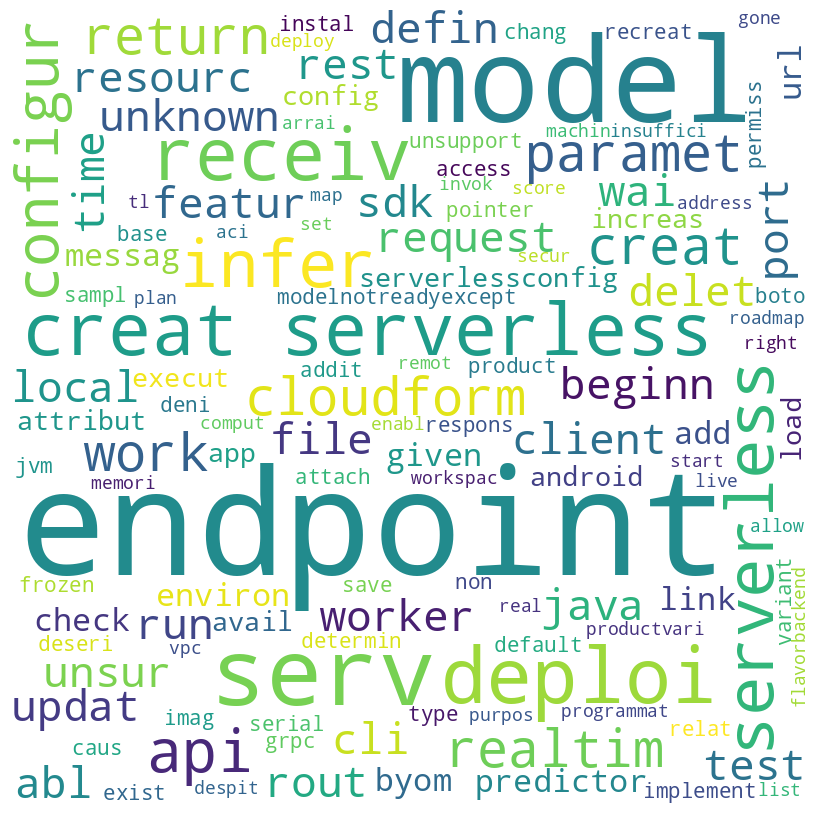 instal
defin
chang
recreat
gone
return
deploy
rest
model
url
resourc
config
configur
unknown
arrai
unsupport
machin
insuffici
permiss
time
receiv
access
paramet
tl
featur
map
sdk
invok
score
pointer
wai
address
port
base
aci
set
request
increas
creat
messag
infer
serverlessconfig
secur
sampl
plan
modelnotreadyexcept
delet
boto
roadmap
creat serverless
right
local
execut
addit
remot
product
beginn
attribut
deni
cloudform
comput
enabl
respons
client
add
load
serverless
jvm
work
app
file
given
memori
attach
workspac
android
start
live
endpoint
allow
frozen
environ
save
non
java
link
variant
flavorbackend
check
run
avail
worker
real
productvari
deseri
vpc
determin
default
unsur
serv
deploi
updat
imag
serial
type
purpos
programmat
relat
caus
api
grpc
cli
realtim
test
abl
exist
despit
rout
byom
predictor
implement
list